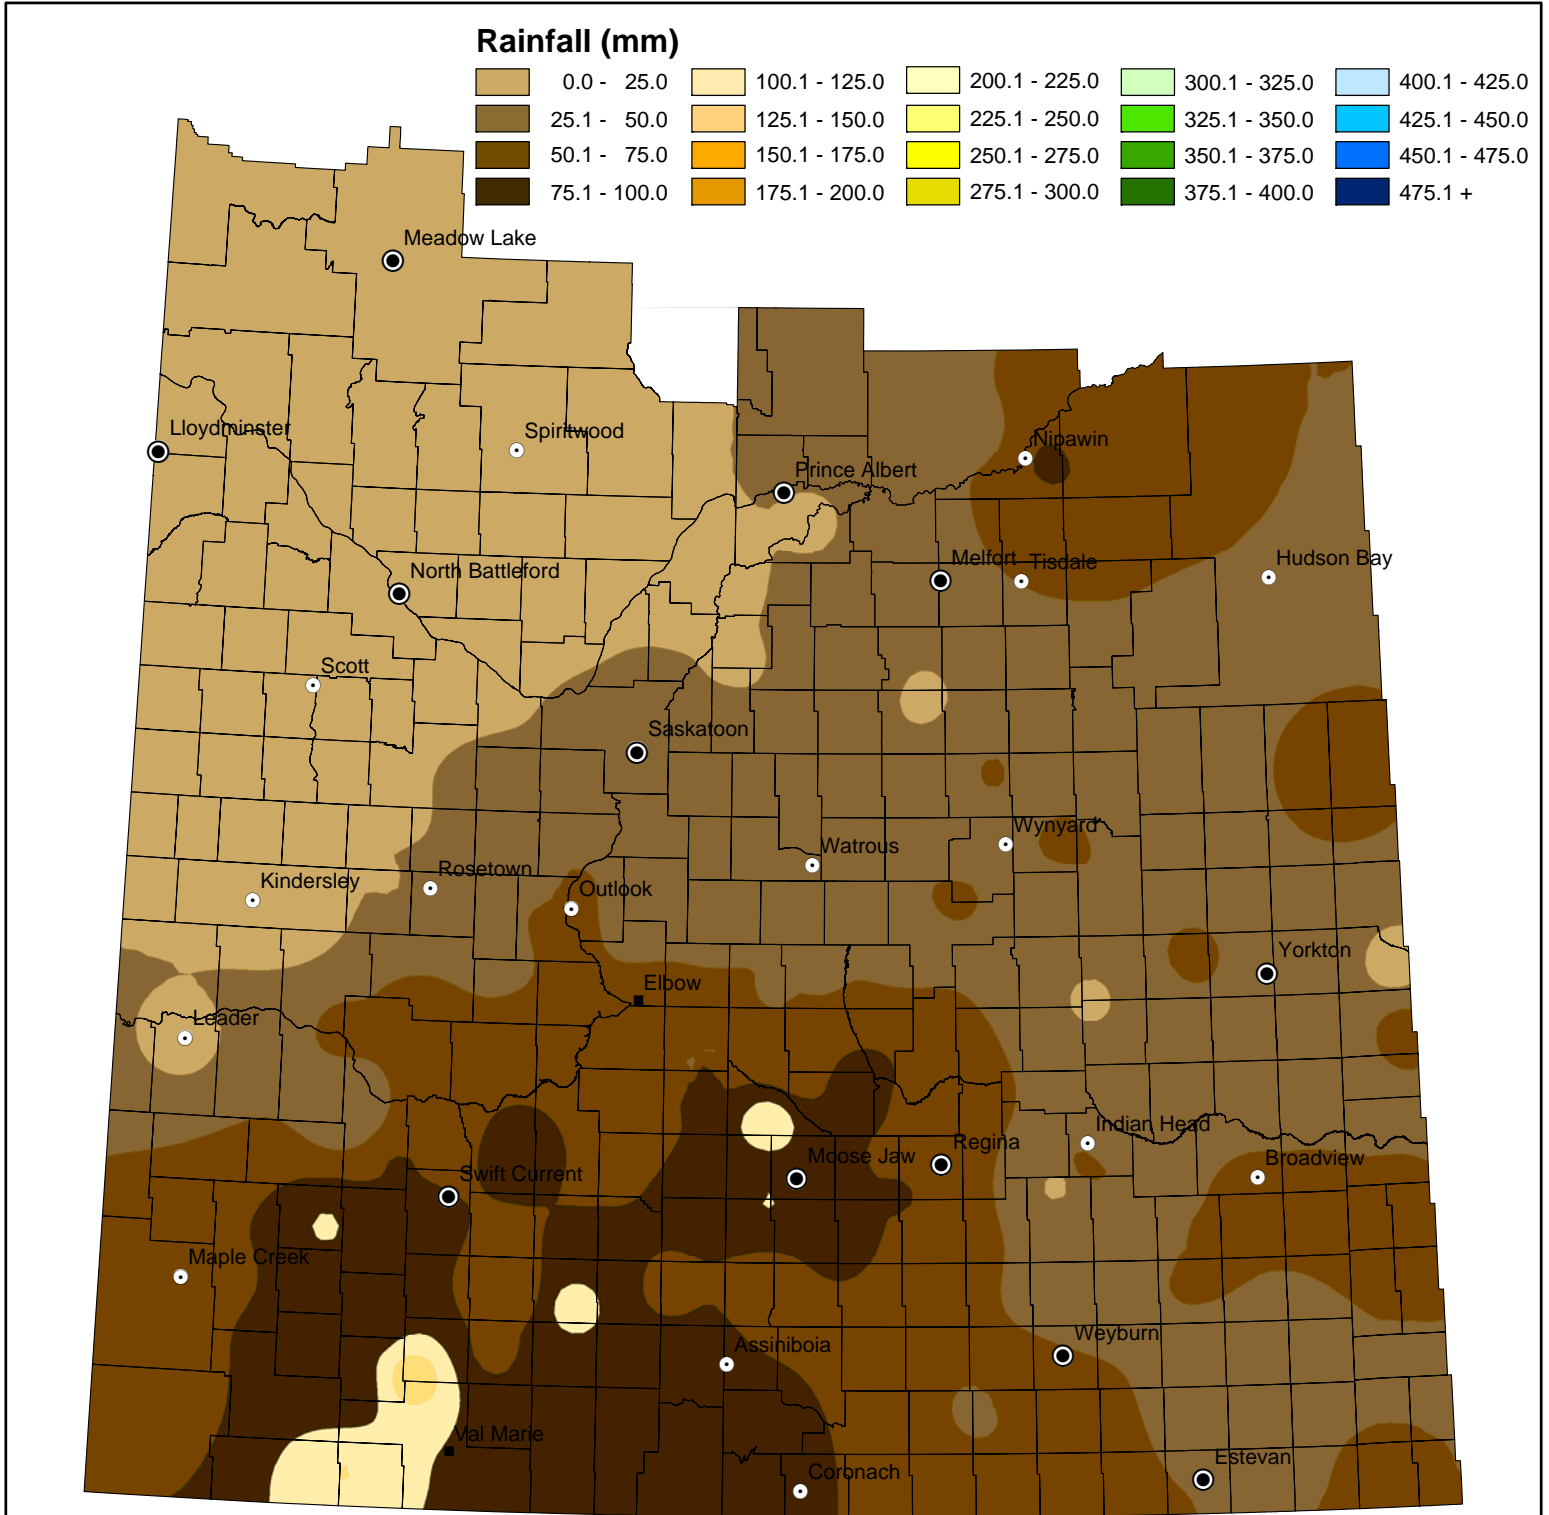 Rainfall (mm)
0.0 - 25.0 100.1 - 125.0 200.1 - 225.0 300.1 - 325.0 400.1 - 425.0
25.1 - 50.0 125.1 - 150.0 225.1 - 250.0 325.1 - 350.0 425.1 - 450.0
50.1 - 75.0 150.1 - 175.0 250.1 - 275.0 350.1 - 375.0 450.1 - 475.0
75.1 - 100.0 175.1 - 200.0 275.1 - 300.0 375.1 - 400.0 475.1 +
Meadow Lake
Lloydminster
Spiritwood
Nipawin
Prince Albert
Hudson Bay
Melfort
Tisdale
North Battleford
Scott
Saskatoon
Wynyard
Watrous
Rosetown
Kindersley
Outlook
Yorkton
Elbow
Leader
Indian Head
Regina
Moose Jaw
Broadview
Swift Current
Maple Creek
Weyburn
Assiniboia
Val Marie
Estevan
Coronach